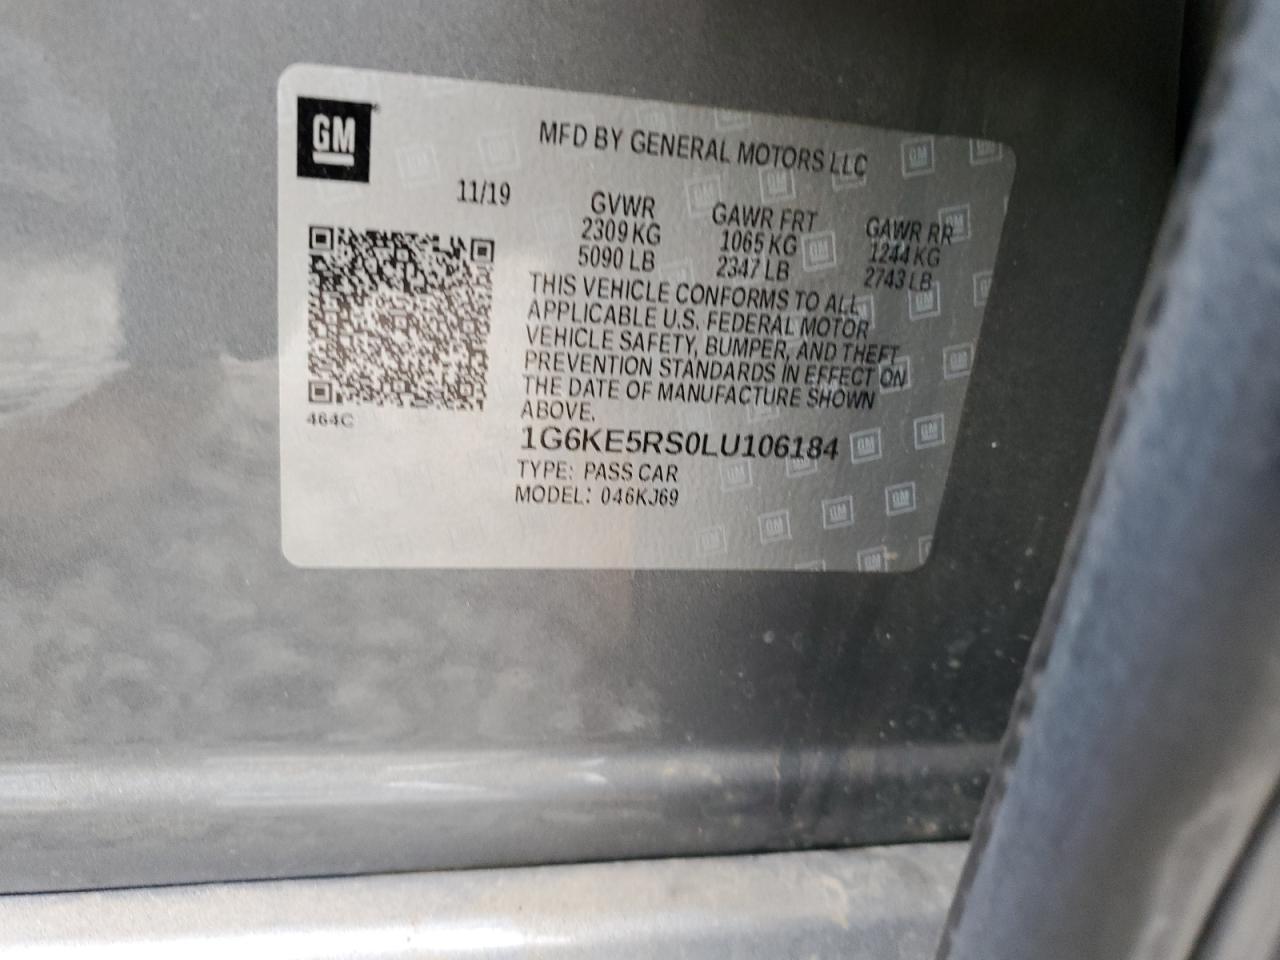 GM
MFD BY GENERAL MOTORS LLC
11/19
GVWR
2309 KG
5090 LB
GAWR FRT
1065 KG
2347 LB
GAWR RR
1244 KG
2743 LB
THIS VEHICLE CONFORMS TO ALL
APPLICABLE U.S. FEDERAL MOTOR
VEHICLE SAFETY, BUMPER, AND THEFT
PREVENTION STANDARDS IN EFFECT ON
THE DATE OF MANUFACTURE SHOWN
ABOVE.
464C
1G6KE5RS0LU106184
TYPE: PASS CAR
MODEL: 046KJ69